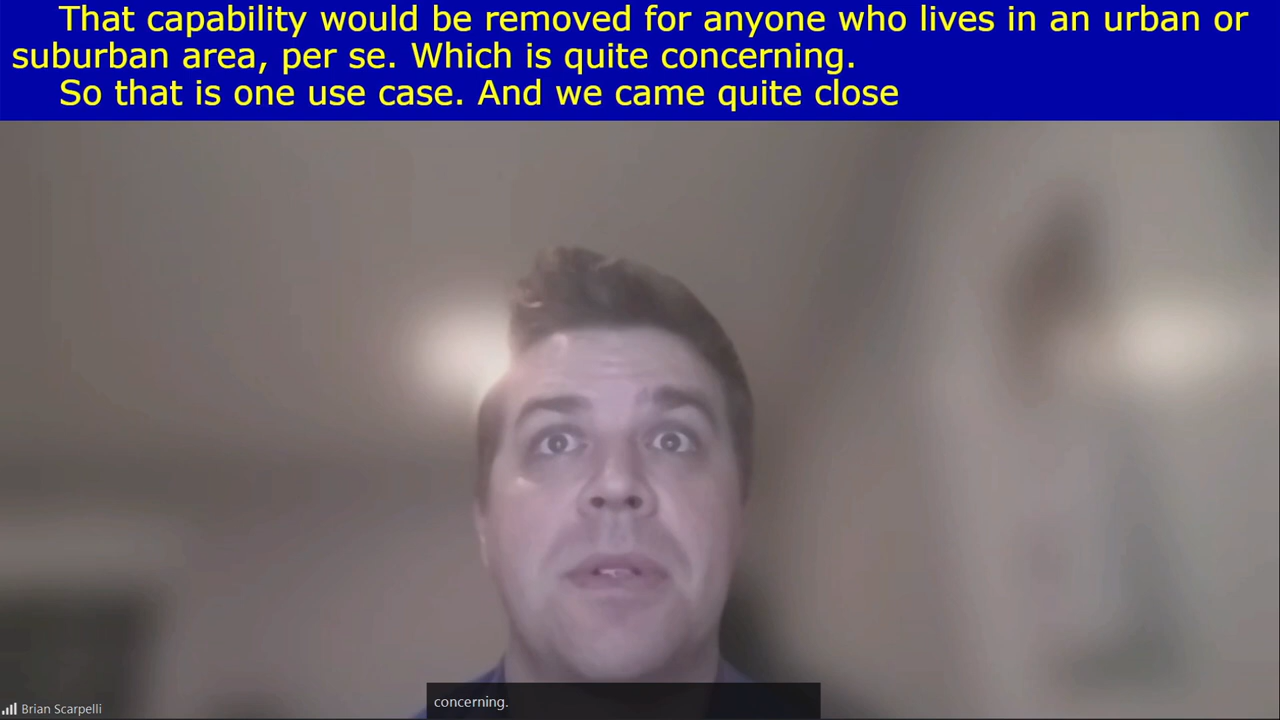 That capability would be removed for anyone who lives in an urban or
suburban area, per se. Which is quite concerning.
So that is one use case. And we came quite close
concerning.
Brian Scarpelli